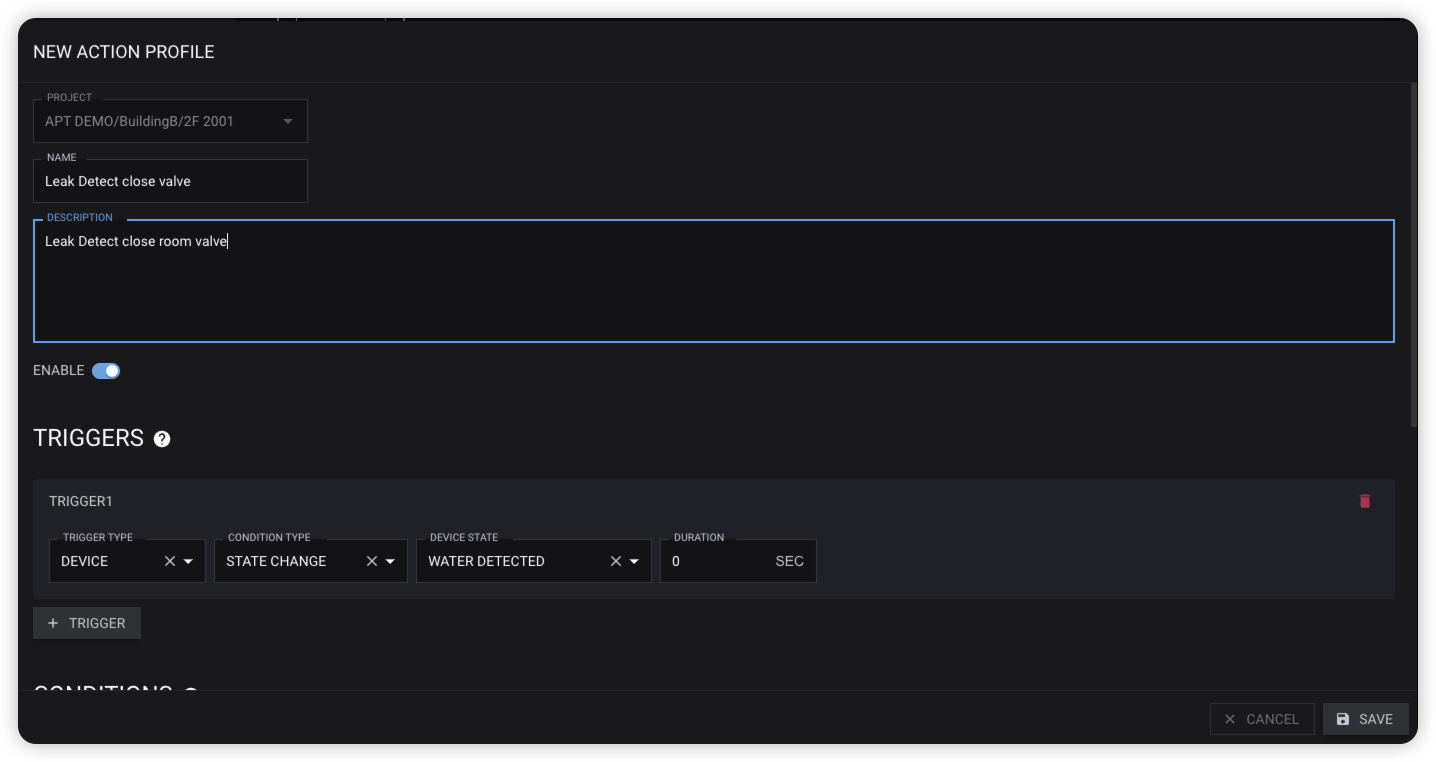 NEW ACTION PROFILE
PROJECT
APT DEMO/BuildingB/2F 2001
NAME
Leak Detect close valve
DESCRIPTION
Leak Detect close room valve
ENABLE
TRIGGERS ?
TRIGGER1
TRIGGER TYPE CONDITION TYPE DEVICE STATE DURATION
DEVICE STATE CHANGE WATER DETECTED 0 SEC
+ TRIGGER
CONDITIONS
CANCEL SAVE